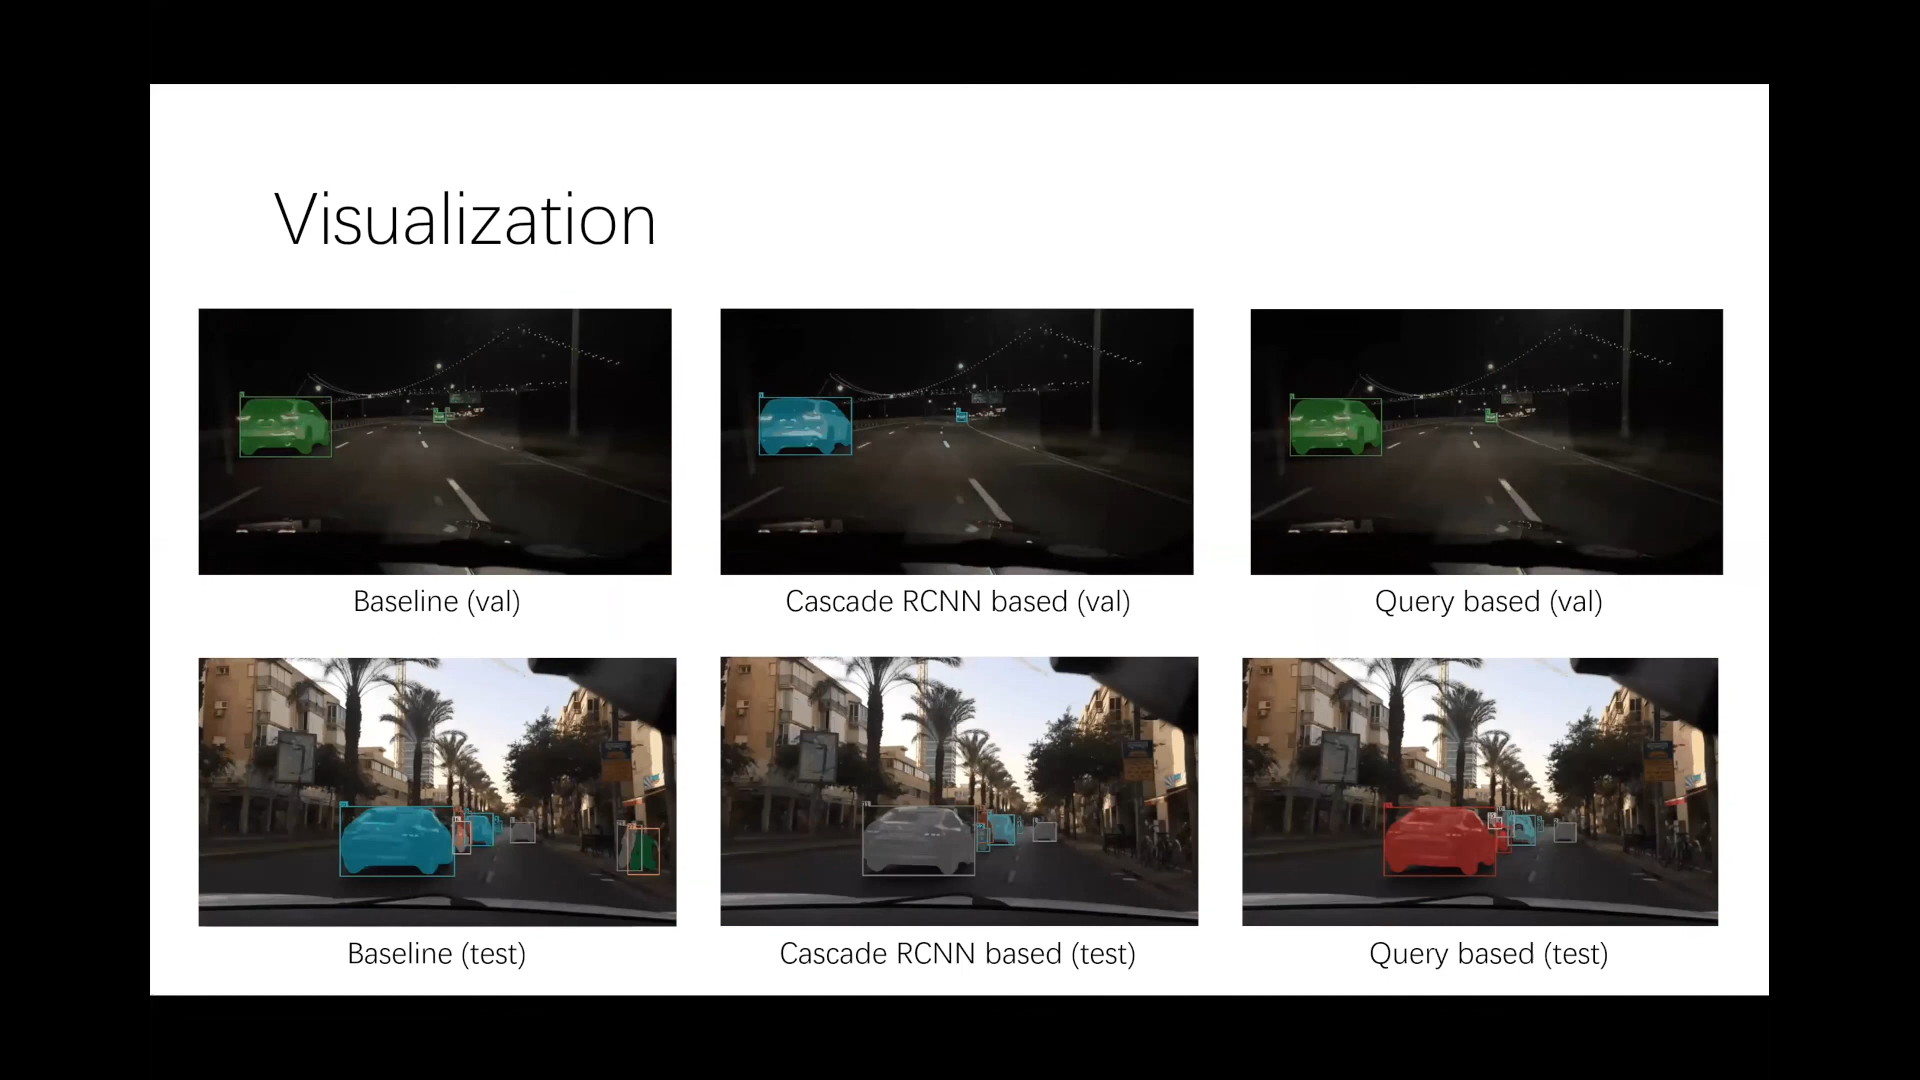 Visualization
Baseline (val)
Cascade RCNN based (val)
Query based (val)
Baseline (test)
Cascade RCNN based (test)
Query based (test)